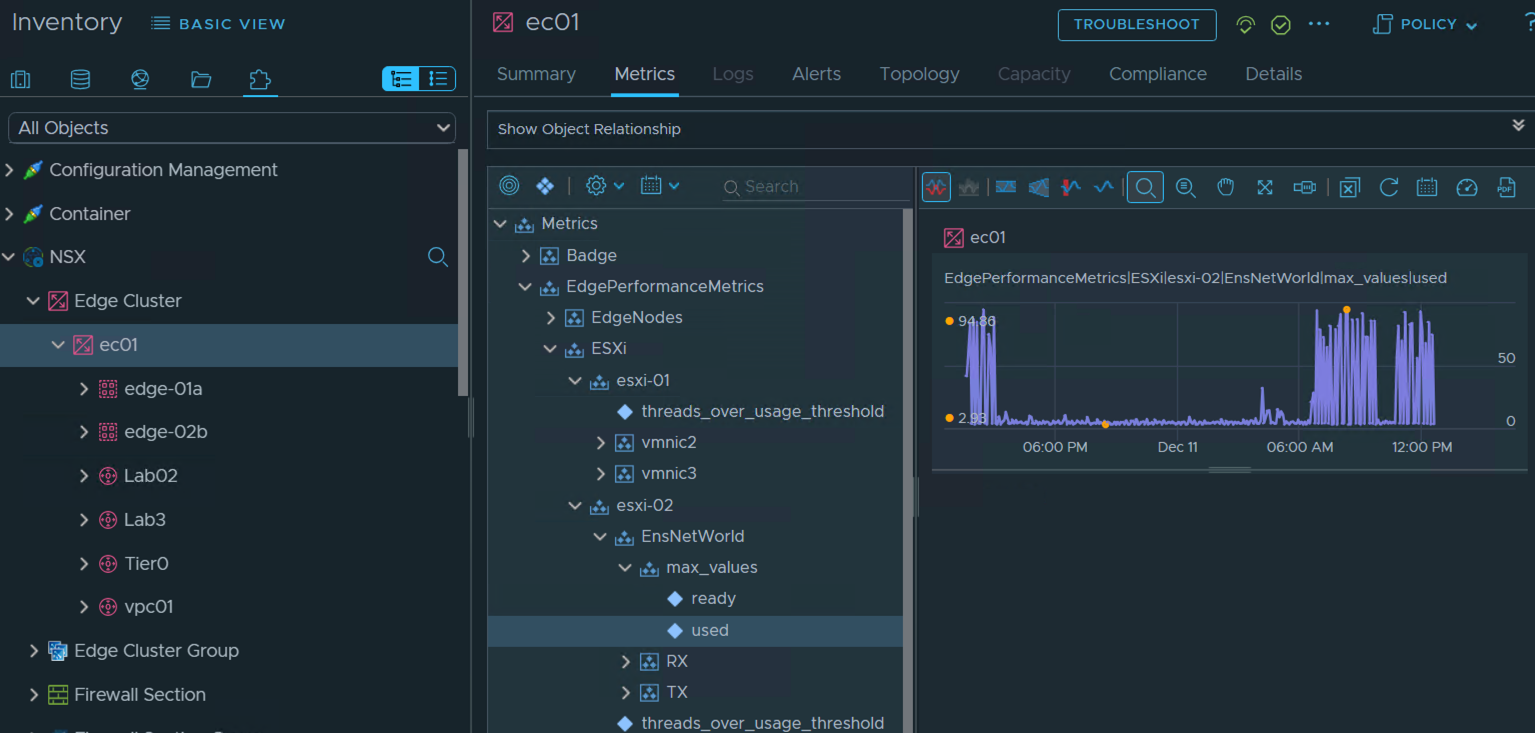 Inventory
BASIC VIEW
All Objects
Configuration Management
Container
NSX
Edge Cluster
ec01
edge-01a
edge-02b
Lab02
Lab3
Tier0
vpc01
Edge Cluster Group
Firewall Section
ec01
TROUBLESHOOT
POLICY
Summary Metrics Logs Alerts Topology Capacity Compliance Details
Show Object Relationship
Search
Metrics
Badge
EdgePerformanceMetrics
EdgeNodes
ESXi
esxi-01
threads_over_usage_threshold
vmnic2
vmnic3
esxi-02
EnsNetWorld
max_values
ready
used
RX
TX
threads_over_usage_threshold
PDF
ec01
EdgePerformanceMetrics|ESXi|esxi-02|EnsNetWorld|max_values|used
94.86
50
2.93
0
06:00 PM Dec 11 06:00 AM 12:00 PM